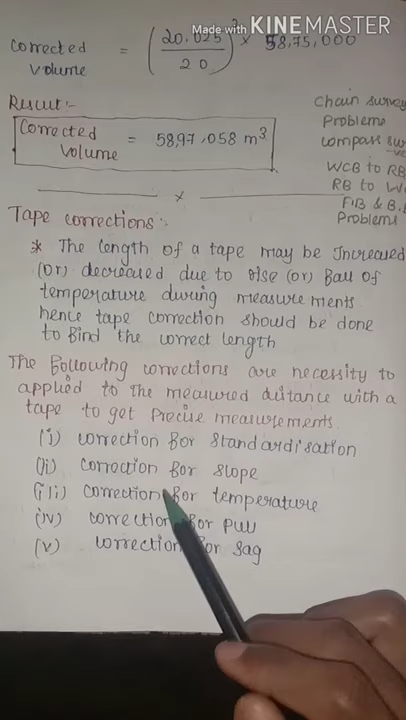 Made with KINEMASTER
Corrected Volume = (20.025 / 20)³ × 58,75,000
Result:-
Corrected Volume = 58,97,058 m³
Chain survey
Problems
compass
WCB to RB
RB to
FB & B.
Problems
x
Tape corrections:-
* The length of a tape may be Increased
(or) decreased due to rise (or) fall of
temperature during measurements
hence tape correction should be done
to find the correct length
The following corrections are necessity to
applied to the measured distance with a
tape to get Precise measurements.
(i) correction for standardisation
(ii) correction for slope
(iii) correction for temperature
(iv) correction for pull
(v) correction for sag